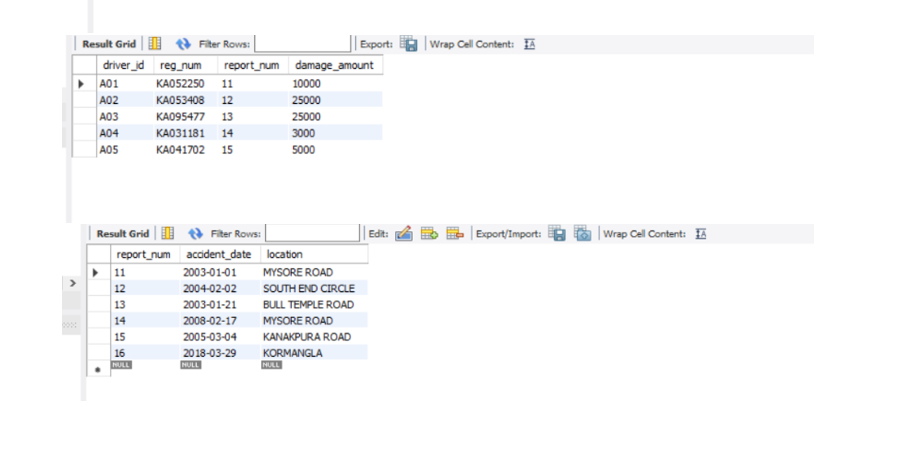 Result Grid Filter Rows: Export: Wrap Cell Content:
driver_id reg_num report_num damage_amount
A01 KA052250 11 10000
A02 KA053408 12 25000
A03 KA095477 13 25000
A04 KA031181 14 3000
A05 KA041702 15 5000
Result Grid Filter Rows: Edit: Export/Import: Wrap Cell Content:
report_num accident_date location
11 2003-01-01 MYSORE ROAD
12 2004-02-02 SOUTH END CIRCLE
13 2003-01-21 BULL TEMPLE ROAD
14 2008-02-17 MYSORE ROAD
15 2005-03-04 KANAKPURA ROAD
16 2018-03-29 KORMANGLA
NULL NULL NULL